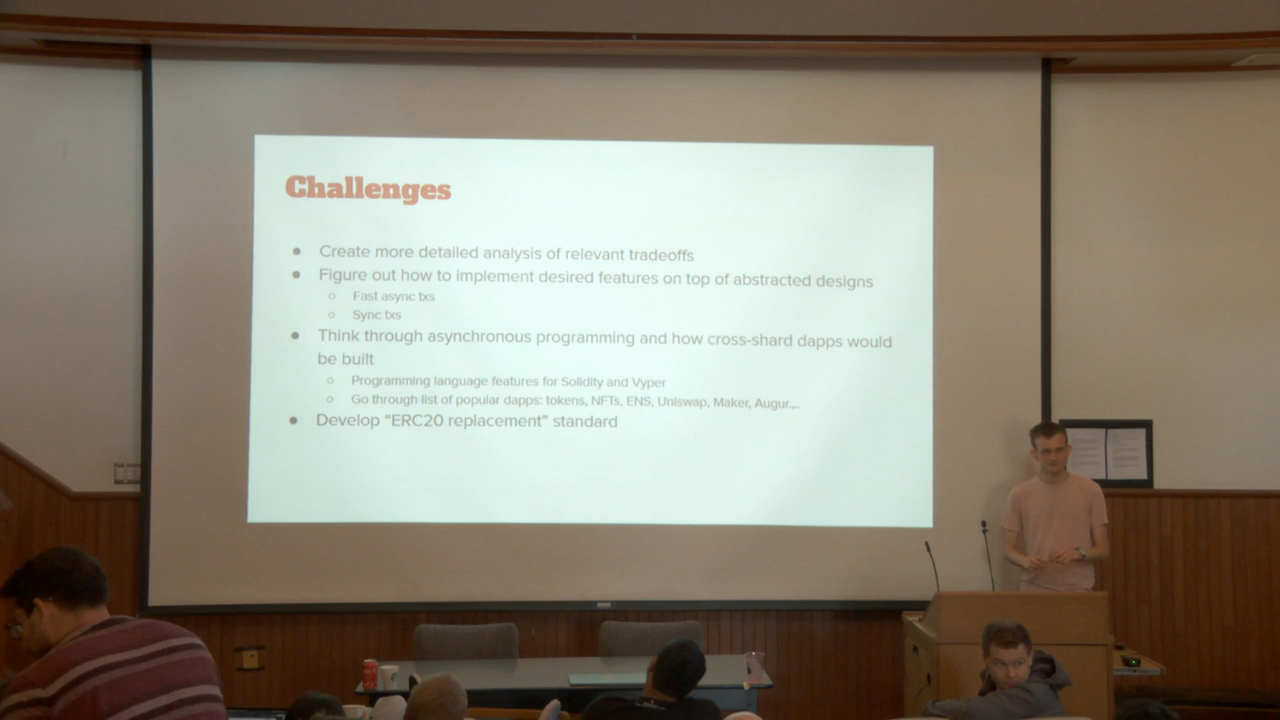 Challenges
● Create more detailed analysis of relevant tradeoffs
● Figure out how to implement desired features on top of abstracted designs
○ Fast async txs
○ Sync txs
● Think through asynchronous programming and how cross-shard dapps would
be built
○ Programming language features for Solidity and Vyper
○ Go through list of popular dapps: tokens, NFTs, ENS, Uniswap, Maker, Augur...
● Develop “ERC20 replacement” standard